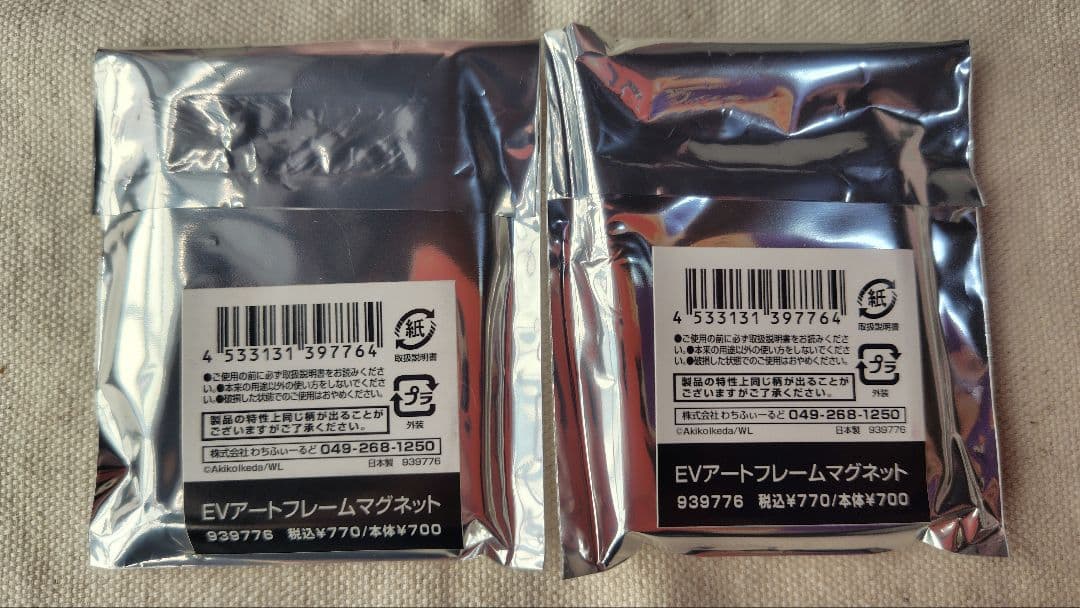 4 533131 397764
紙
取扱説明書
●ご使用の前に必ず取扱説明書をお読みくださ
い。●本来の用途以外の使い方をしないでくださ
い。●破損した状態でのご使用はおやめください。
プラ
外装
製品の特性上同じ柄が出ることが
ございますがご了承ください。
株式会社 わちふぃーるど 049-268-1250
©AkikoIkeda/WL
日本製 939776
EVアートフレームマグネット
939776 税込¥770/本体¥700
4 533131 397764
紙
取扱説明書
●ご使用の前に必ず取扱説明書をお読みくださ
い。●本来の用途以外の使い方をしないでくださ
い。●破損した状態でのご使用はおやめください。
プラ
外装
製品の特性上同じ柄が出ることが
ございますがご了承ください。
株式会社 わちふぃーるど 049-268-1250
©AkikoIkeda/WL
日本製 939776
EVアートフレームマグネット
939776 税込¥770/本体¥700